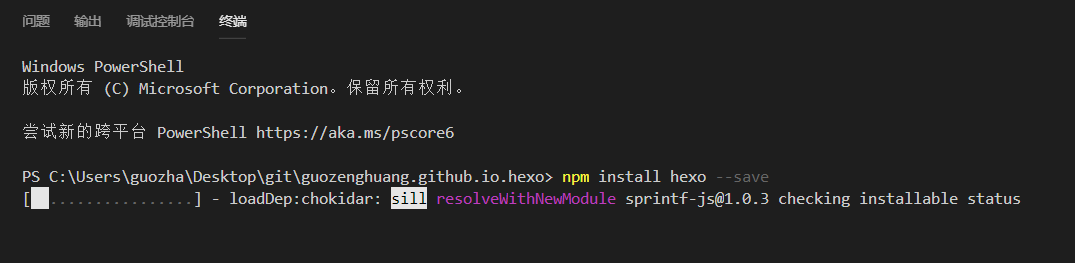 问题 输出 调试控制台 终端
Windows PowerShell
版权所有 (C) Microsoft Corporation。保留所有权利。
尝试新的跨平台 PowerShell https://aka.ms/pscore6
PS C:\Users\guozha\Desktop\git\guozenghuang.github.io.hexo> npm install hexo --save
[  ................] - loadDep:chokidar: sill resolveWithNewModule sprintf-js@1.0.3 checking installable status